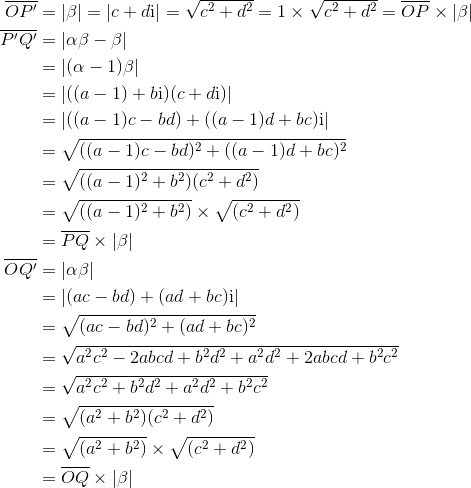 $\overline{OP'} = |\beta| = |c + d\mathrm{i}| = \sqrt{c^2 + d^2} = 1 \times \sqrt{c^2 + d^2} = \overline{OP} \times |\beta|$
$\overline{P'Q'} = |\alpha\beta - \beta|$
$= |(\alpha - 1)\beta|$
$= |((a - 1) + b\mathrm{i})(c + d\mathrm{i})|$
$= |((a - 1)c - bd) + ((a - 1)d + bc)\mathrm{i}|$
$= \sqrt{((a - 1)c - bd)^2 + ((a - 1)d + bc)^2}$
$= \sqrt{((a - 1)^2 + b^2)(c^2 + d^2)}$
$= \sqrt{((a - 1)^2 + b^2)} \times \sqrt{(c^2 + d^2)}$
$= \overline{PQ} \times |\beta|$
$\overline{OQ'} = |\alpha\beta|$
$= |(ac - bd) + (ad + bc)\mathrm{i}|$
$= \sqrt{(ac - bd)^2 + (ad + bc)^2}$
$= \sqrt{a^2c^2 - 2abcd + b^2d^2 + a^2d^2 + 2abcd + b^2c^2}$
$= \sqrt{a^2c^2 + b^2d^2 + a^2d^2 + b^2c^2}$
$= \sqrt{(a^2 + b^2)(c^2 + d^2)}$
$= \sqrt{(a^2 + b^2)} \times \sqrt{(c^2 + d^2)}$
$= \overline{OQ} \times |\beta|$